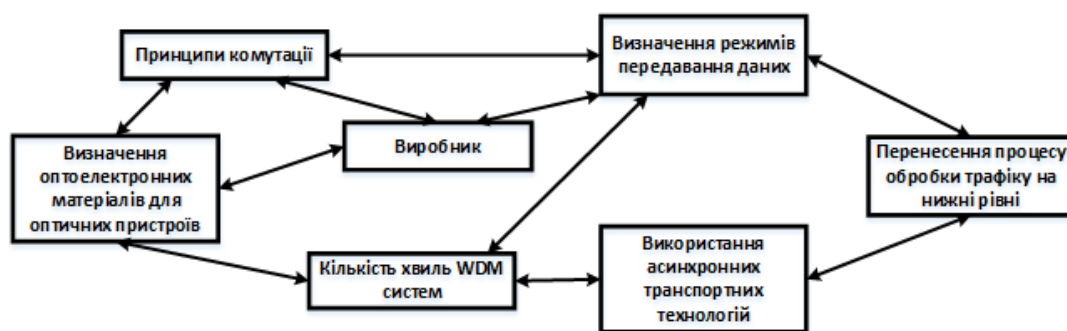 Принципи комутації
Визначення режимів
передавання даних
Виробник
Визначення
оптоелектронних
матеріалів для
оптичних пристроїв
Перенесення процесу
обробки трафіку на
нижні рівні
Кількість хвиль WDM
систем
Використання
асинхронних
транспортних
технологій